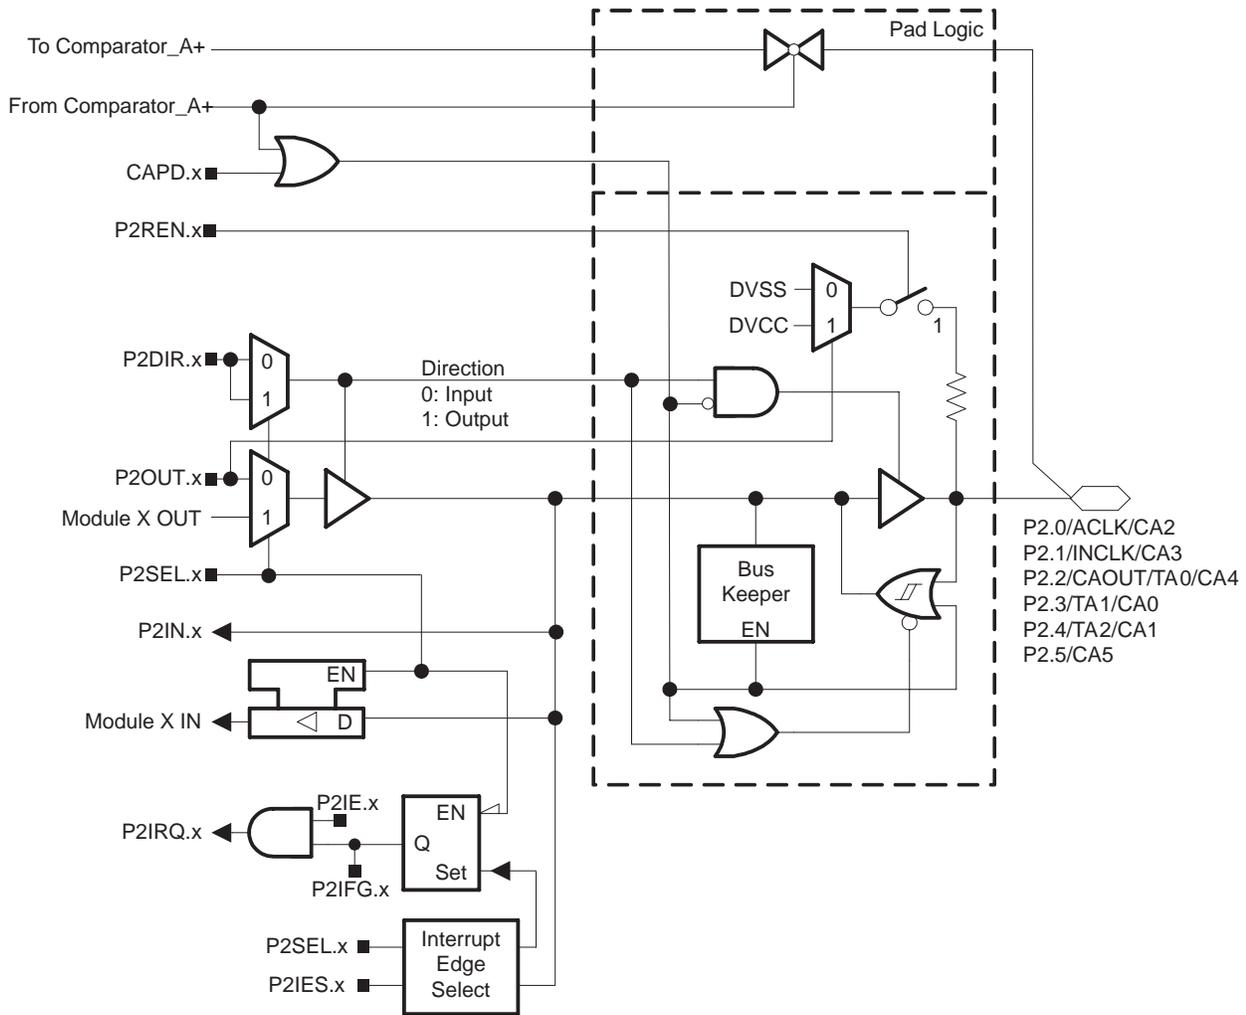 Pad Logic
To Comparator_A+
From Comparator_A+
CAPD.x
P2REN.x
DVSS
0
DVCC
1
1
P2DIR.x
0
1
Direction
0: Input
1: Output
P2OUT.x
0
Module X OUT
1
P2SEL.x
P2IN.x
Bus
Keeper
EN
P2.0/ACLK/CA2
P2.1/INCLK/CA3
P2.2/CAOUT/TA0/CA4
P2.3/TA1/CA0
P2.4/TA2/CA1
P2.5/CA5
EN
Module X IN
D
P2IE.x
P2IRQ.x
P2IFG.x
EN
Q
Set
P2SEL.x
P2IES.x
Interrupt
Edge
Select